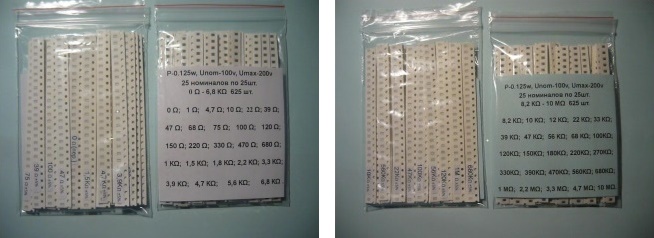 P-0.125w, Unom-100v, Umax-200v
25 номиналов по 25шт.
0 Ω - 6,8 KΩ 625 шт.
0 Ω; 1 Ω; 4,7 Ω; 10 Ω; 22 Ω; 39 Ω;
47 Ω; 68 Ω; 75 Ω; 100 Ω; 120 Ω;
150 Ω; 220 Ω; 330 Ω; 470 Ω; 680 Ω;
1 KΩ; 1,5 KΩ; 1,8 KΩ; 2,2 KΩ; 3,3 KΩ;
3,9 KΩ; 4,7 KΩ; 5,6 KΩ; 6,8 KΩ
P-0.125w, Unom-100v, Umax-200v
25 номиналов по 25шт.
8,2 KΩ - 10 MΩ 625 шт.
8,2 KΩ; 10 KΩ; 12 KΩ; 22 KΩ; 33 KΩ;
39 KΩ; 47 KΩ; 56 KΩ; 68 KΩ; 100KΩ;
120KΩ; 150KΩ; 180KΩ; 220KΩ; 270KΩ;
330KΩ; 390KΩ; 470KΩ; 560KΩ; 680KΩ;
1 MΩ; 2,2 MΩ; 3,3 MΩ; 4,7 MΩ; 10 MΩ